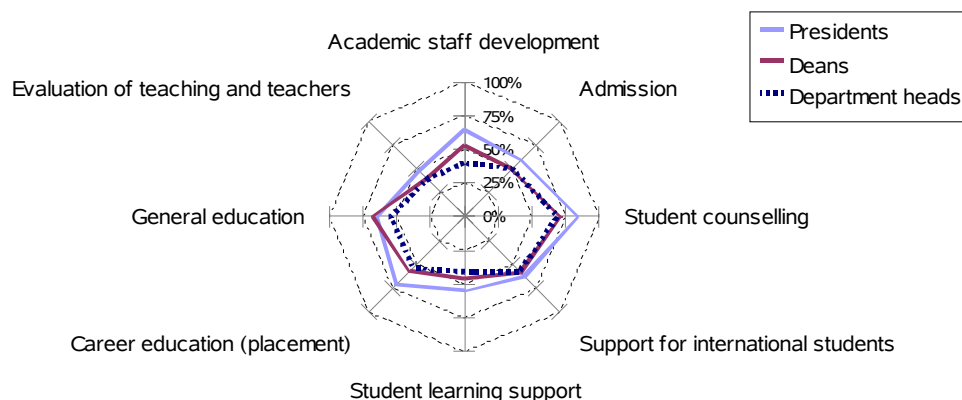 Presidents
Deans
Department heads
Academic staff development
Evaluation of teaching and teachers
Admission
100%
75%
50%
25%
0%
General education
Student counselling
Career education (placement)
Support for international students
Student learning support